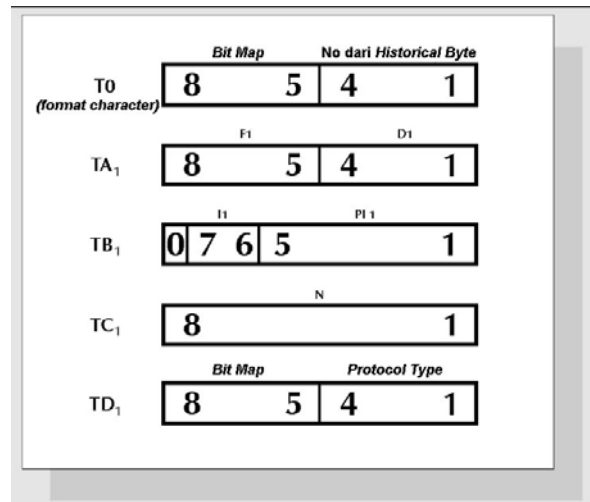 Bit Map No dari Historical Byte
T0 8 5 4 1
(format character)
F1 D1
TA1 8 5 4 1
I1 PI 1
TB1 0 7 6 5 1
N
TC1 8 1
Bit Map Protocol Type
TD1 8 5 4 1